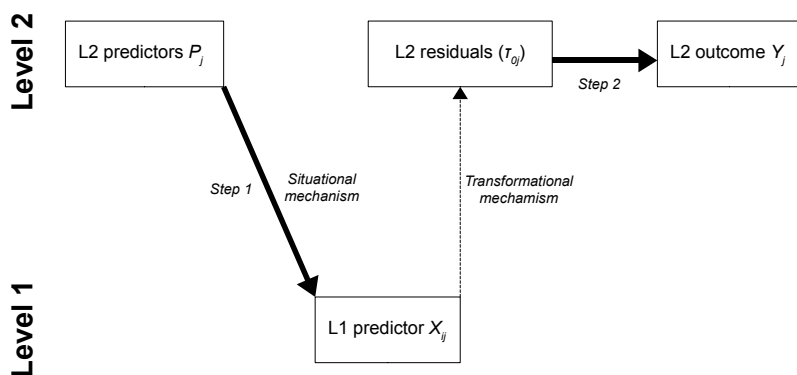 Level 2
L2 predictors Pj
L2 residuals (τ0j)
L2 outcome Yj
Step 2
Step 1
Situational
mechanism
Transformational
mechamism
Level 1
L1 predictor Xij